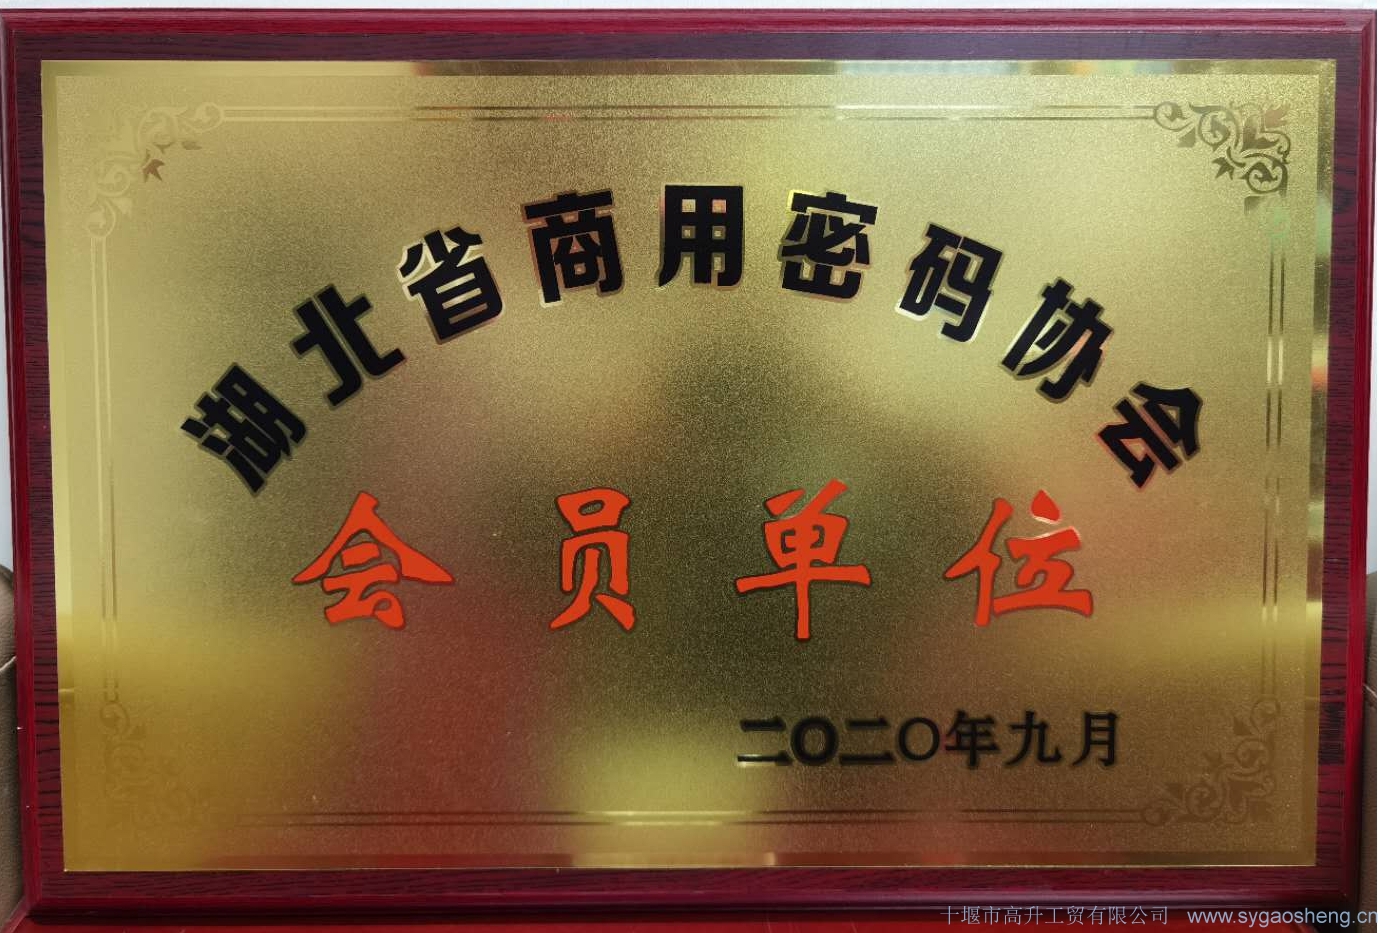 湖北省商用密码协会
会员单位
二〇二〇年九月
十堰市高升工贸有限公司 www.sygaosheng.cn